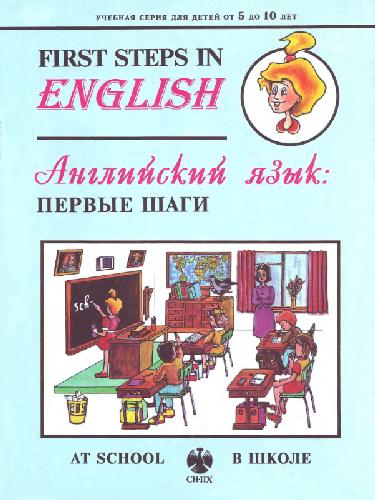 УЧЕБНАЯ СЕРИЯ ДЛЯ ДЕТЕЙ ОТ 5 ДО 10 ЛЕТ
FIRST STEPS IN
ENGLISH
Английский язык:
ПЕРВЫЕ ШАГИ
AT SCHOOL
В ШКОЛЕ